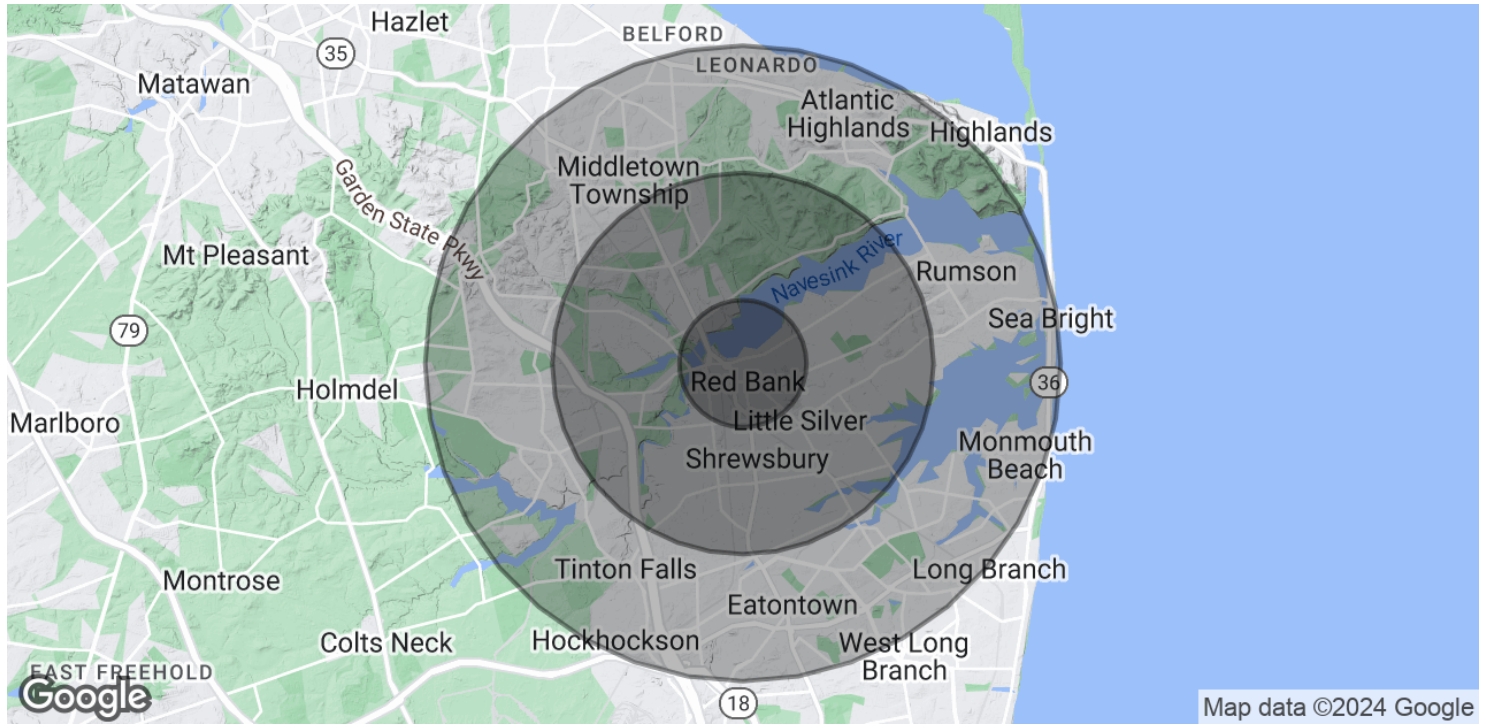 Hazlet
BELFORD
35
LEONARDO
Matawan
Atlantic
Highlands
Highlands
Middletown
Township
Garden State Pkwy
Mt Pleasant
Navesink River
Rumson
Sea Bright
79
Holmdel
Red Bank
36
Marlboro
Little Silver
Monmouth
Beach
Shrewsbury
Tinton Falls
Long Branch
Montrose
Eatontown
Colts Neck
Hockhockson
West Long
Branch
EAST FREEHOLD
Google
18
Map data ©2024 Google